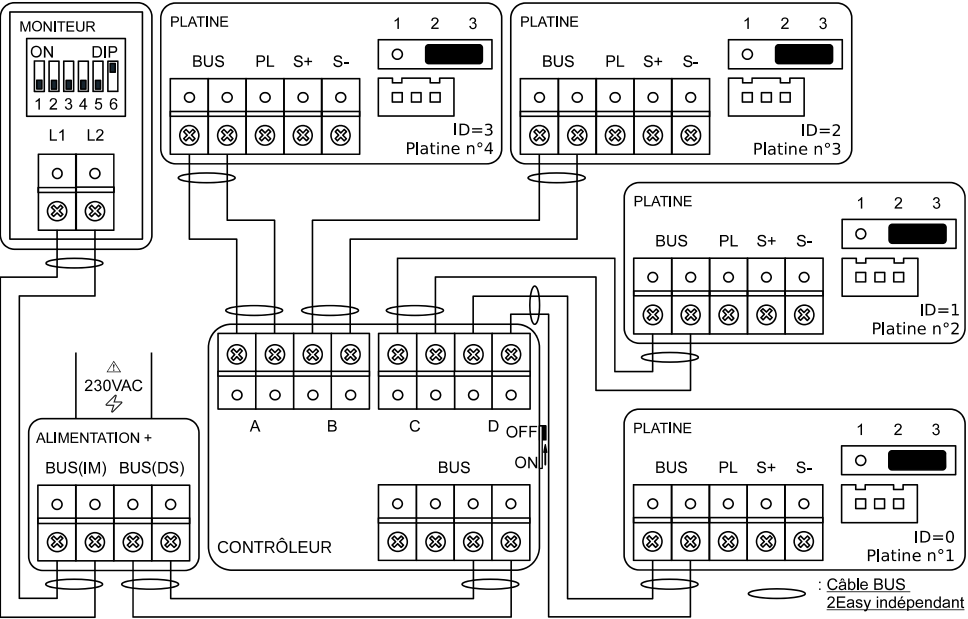 MONITEUR
ON DIP
1 2 3 4 5 6
L1 L2
PLATINE
1 2 3
BUS PL S+ S-
ID=3
Platine n°4
PLATINE
1 2 3
BUS PL S+ S-
ID=2
Platine n°3
PLATINE
1 2 3
BUS PL S+ S-
ID=1
Platine n°2
230VAC
ALIMENTATION +
BUS(IM) BUS(DS)
A B C D
OFF
ON
BUS
CONTRÔLEUR
PLATINE
1 2 3
BUS PL S+ S-
ID=0
Platine n°1
: Câble BUS
2Easy indépendant